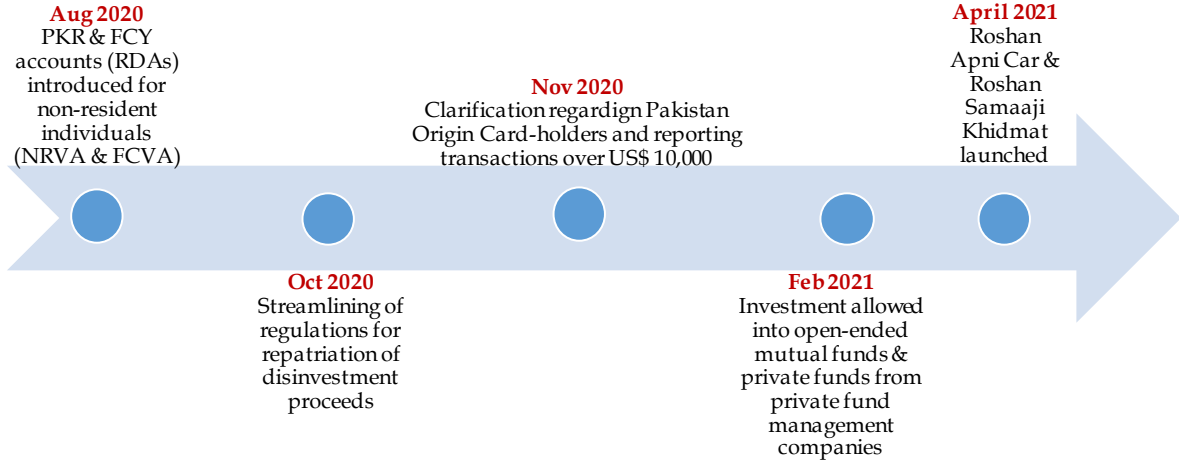 Aug 2020
PKR & FCY
accounts (RDAs)
introduced for
non-resident
individuals
(NRVA & FCVA)
Oct 2020
Streamlining of
regulations for
repatriation of
disinvestment
proceeds
Nov 2020
Clarification regardign Pakistan
Origin Card-holders and reporting
transactions over US$ 10,000
Feb 2021
Investment allowed
into open-ended
mutual funds &
private funds from
private fund
management
companies
April 2021
Roshan
Apni Car &
Roshan
Samaaji
Khidmat
launched